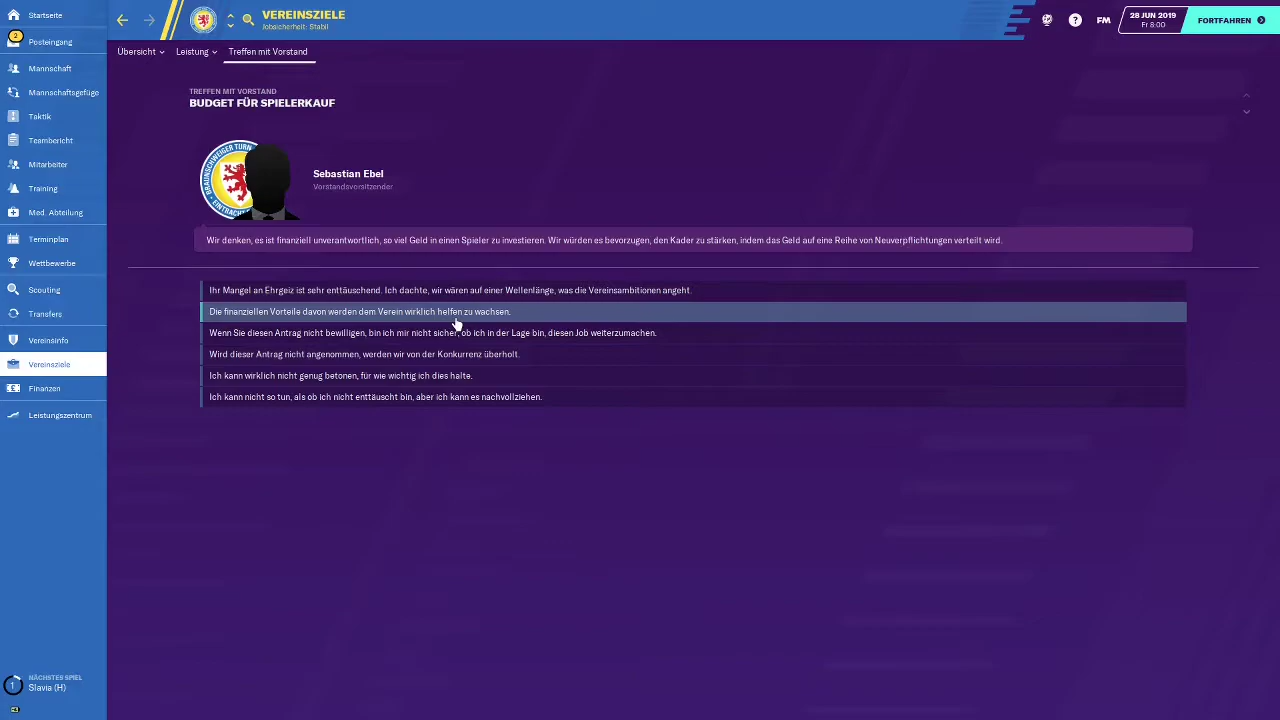 Startseite
VEREINSZIELE
Jobsicherheit: Stabil
FM
28 JUN 2019
Fr 8:00
FORTFAHREN
2
Posteingang
Übersicht
Leistung
Treffen mit Vorstand
Mannschaft
Mannschaftsgefüge
Taktik
Teambericht
Mitarbeiter
Training
Med. Abteilung
Terminplan
Wettbewerbe
Scouting
Transfers
Vereinsinfo
Vereinsziele
Finanzen
Leistungszentrum
NÄCHSTES SPIEL
1
Slavia (H)
TREFFEN MIT VORSTAND
BUDGET FÜR SPIELERKAUF
Sebastian Ebel
Vorstandsvorsitzender
Wir denken, es ist finanziell unverantwortlich, so viel Geld in einen Spieler zu investieren. Wir würden es bevorzugen, den Kader zu stärken, indem das Geld auf eine Reihe von Neuverpflichtungen verteilt wird.
Ihr Mangel an Ehrgeiz ist sehr enttäuschend. Ich dachte, wir wären auf einer Wellenlänge, was die Vereinsambitionen angeht.
Die finanziellen Vorteile davon werden dem Verein wirklich helfen zu wachsen.
Wenn Sie diesen Antrag nicht bewilligen, bin ich mir nicht sicher, ob ich in der Lage bin, diesen Job weiterzumachen.
Wird dieser Antrag nicht angenommen, werden wir von der Konkurrenz überholt.
Ich kann wirklich nicht genug betonen, für wie wichtig ich dies halte.
Ich kann nicht so tun, als ob ich nicht enttäuscht bin, aber ich kann es nachvollziehen.